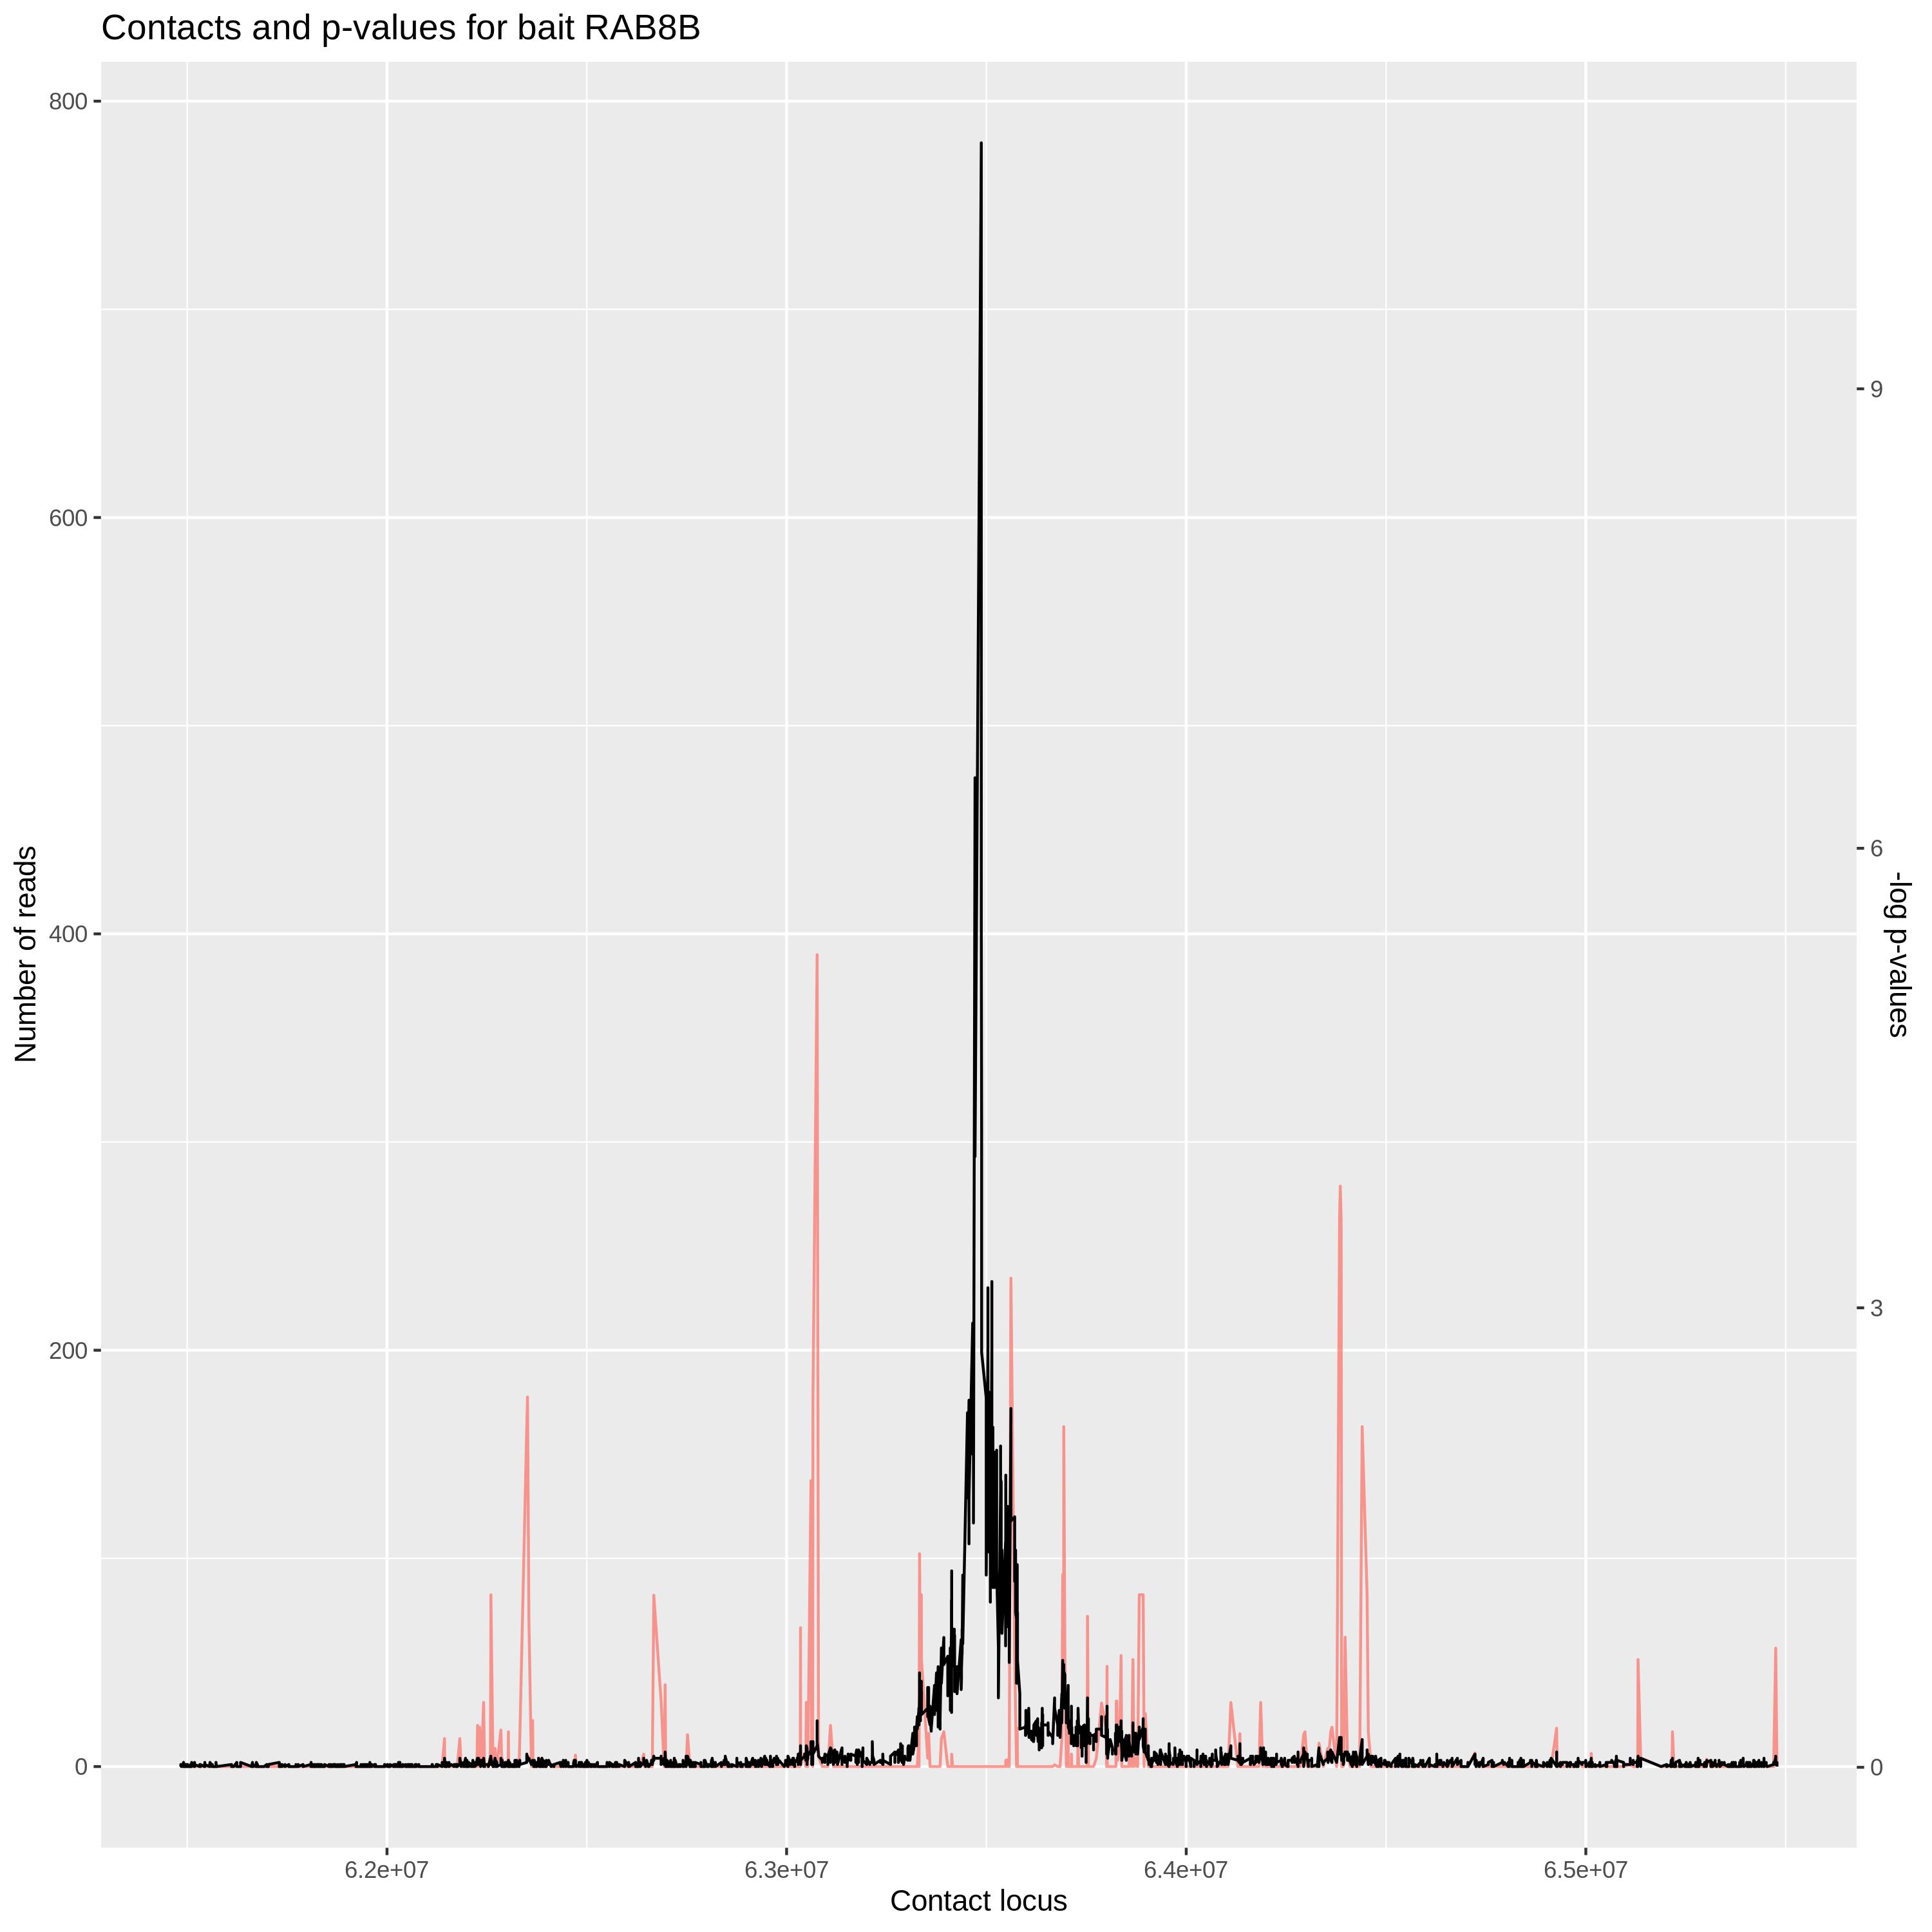 Contacts and p-values for bait RAB8B
800
600
400
200
0
Number of reads
9
6
3
0
-log p-values
6.2e+07
6.3e+07
6.4e+07
6.5e+07
Contact locus